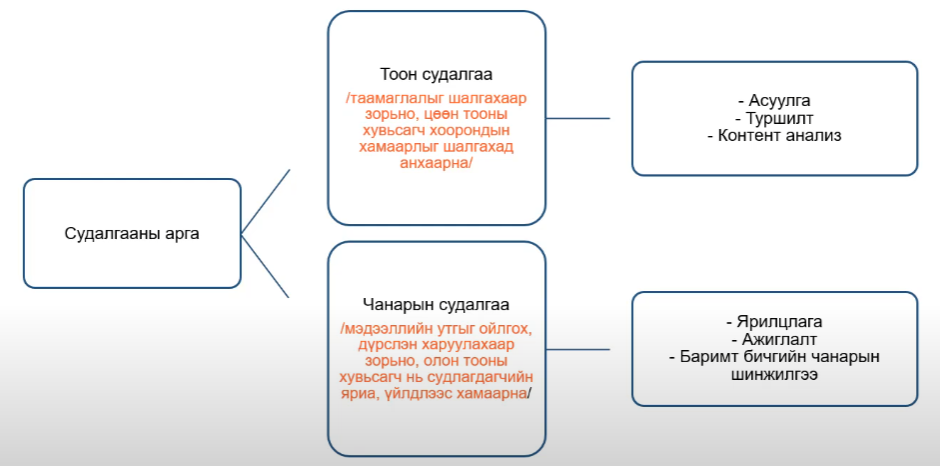 Судалгааны арга
Тоон судалгаа
/таамаглалыг шалгахаар
зорьно, цөөн тооны
хувьсагч хоорондын
хамаарлыг шалгахад
анхаарна/
- Асуулга
- Туршилт
- Контент анализ
Чанарын судалгаа
/мэдээллийн утгыг ойлгох,
дүрслэн харуулахаар
зорьно, олон тооны
хувьсагч нь судлагдагчийн
яриа, үйлдлээс хамаарна/
- Ярилцлага
- Ажиглалт
- Баримт бичгийн чанарын
шинжилгээ